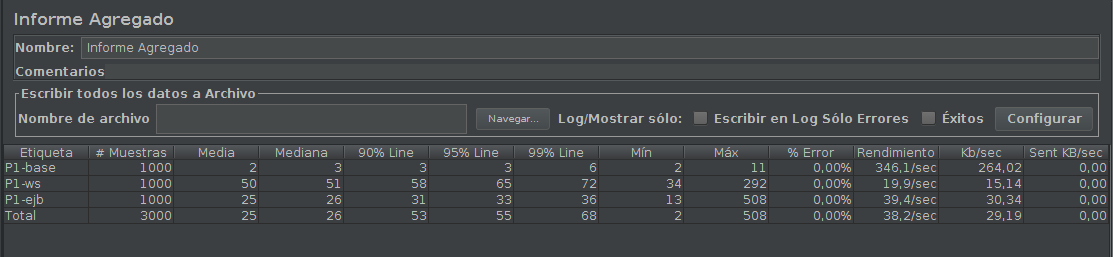 Informe Agregado
Nombre: Informe Agregado
Comentarios
Escribir todos los datos a Archivo
Nombre de archivo Navegar... Log/Mostrar sólo: Escribir en Log Sólo Errores Éxitos Configurar
Etiqueta # Muestras Media Mediana 90% Line 95% Line 99% Line Mín Máx % Error Rendimiento Kb/sec Sent KB/sec
P1-base 1000 2 3 3 3 6 2 11 0,00% 346,1/sec 264,02 0,00
P1-ws 1000 50 51 58 65 72 34 292 0,00% 19,9/sec 15,14 0,00
P1-ejb 1000 25 26 31 33 36 13 508 0,00% 39,4/sec 30,34 0,00
Total 3000 25 26 53 55 68 2 508 0,00% 38,2/sec 29,19 0,00